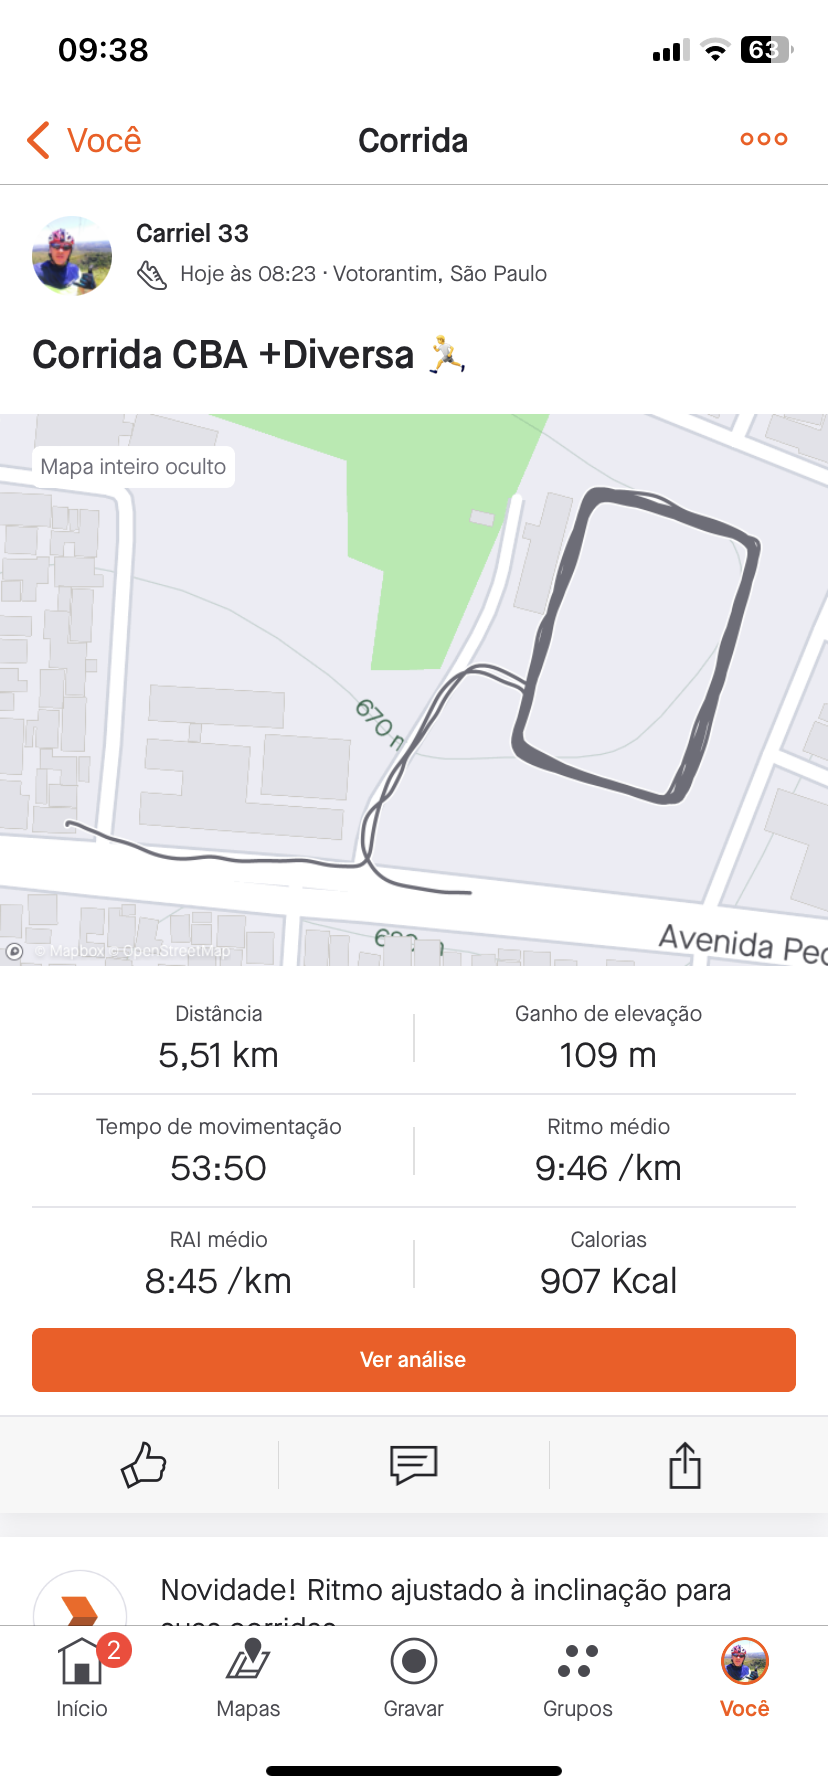 09:38
63
Você
Corrida
Carriel 33
Hoje às 08:23 · Votorantim, São Paulo
Corrida CBA +Diversa
Mapa inteiro oculto
670 m
Avenida Ped
© Mapbox © OpenStreetMap
Distância
5,51 km
Ganho de elevação
109 m
Tempo de movimentação
53:50
Ritmo médio
9:46 /km
RAI médio
8:45 /km
Calorias
907 Kcal
Ver análise
Novidade! Ritmo ajustado à inclinação para
suas corridas
2
Início
Mapas
Gravar
Grupos
Você